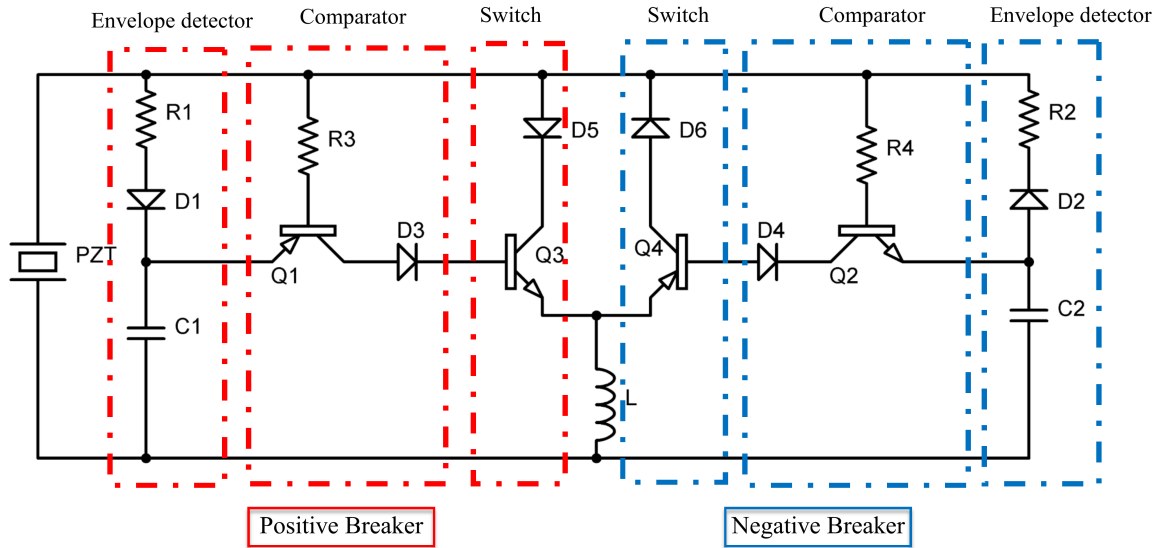 Envelope detector
Comparator
Switch
Switch
Comparator
Envelope detector
R1
R3
D5
D6
R4
R2
D1
D2
PZT
Q1
D3
Q3
Q4
D4
Q2
C1
C2
L
Positive Breaker
Negative Breaker